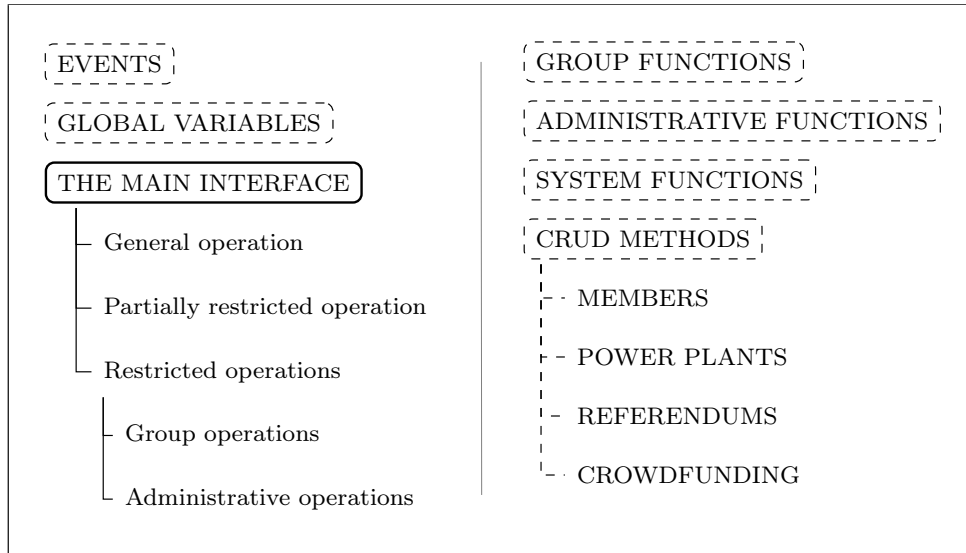 EVENTS
GLOBAL VARIABLES
THE MAIN INTERFACE
General operation
Partially restricted operation
Restricted operations
Group operations
Administrative operations
GROUP FUNCTIONS
ADMINISTRATIVE FUNCTIONS
SYSTEM FUNCTIONS
CRUD METHODS
MEMBERS
POWER PLANTS
REFERENDUMS
CROWDFUNDING